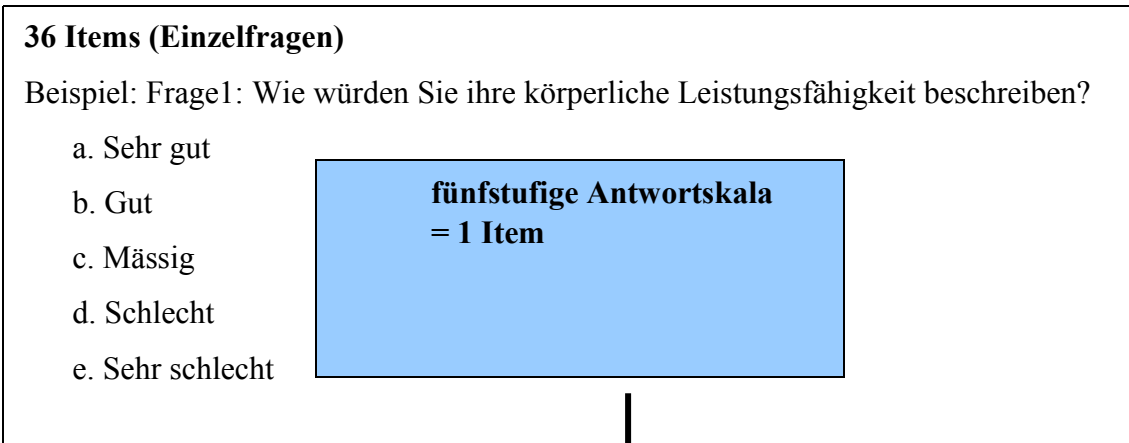 36 Items (Einzelfragen)
Beispiel: Frage1: Wie würden Sie ihre körperliche Leistungsfähigkeit beschreiben?
a. Sehr gut
b. Gut
c. Mässig
d. Schlecht
e. Sehr schlecht
fünfstufige Antwortskala
= 1 Item